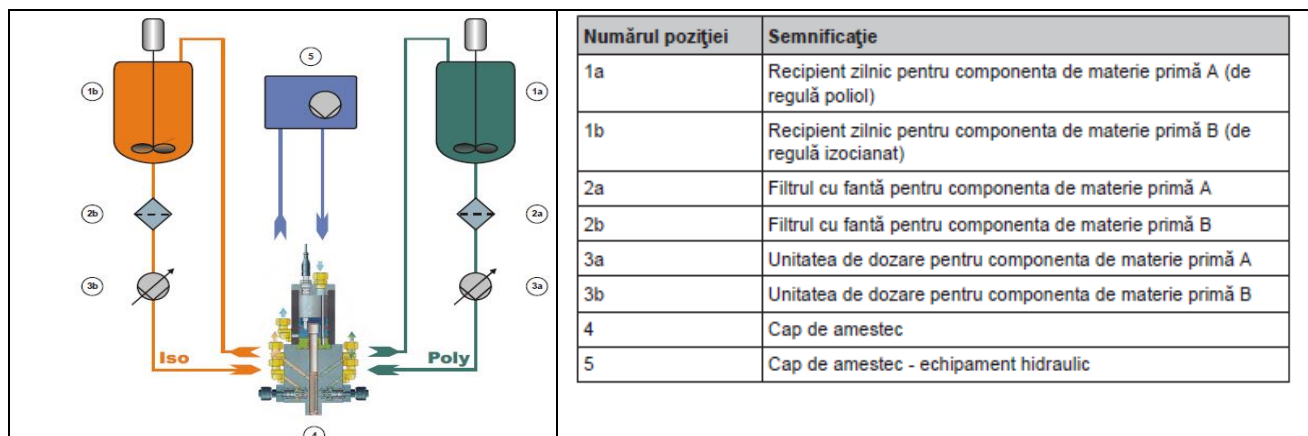 5
1b
1a
2b
2a
3b
3a
Iso
Poly
4
Numărul poziţiei Semnificaţie
1a Recipient zilnic pentru componenta de materie primă A (de
regulă poliol)
1b Recipient zilnic pentru componenta de materie primă B (de
regulă izocianat)
2a Filtrul cu fantă pentru componenta de materie primă A
2b Filtrul cu fantă pentru componenta de materie primă B
3a Unitatea de dozare pentru componenta de materie primă A
3b Unitatea de dozare pentru componenta de materie primă B
4 Cap de amestec
5 Cap de amestec - echipament hidraulic